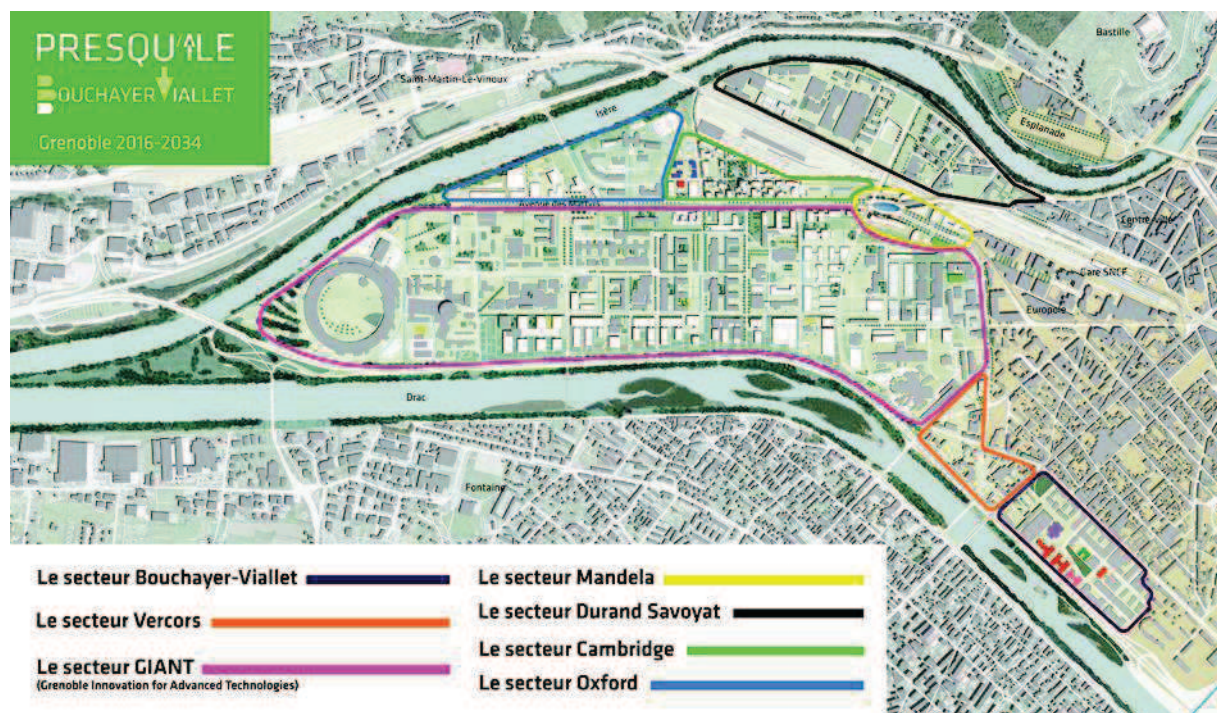 PRESQU'ÎLE
BOUCHAYER VIALLET
Grenoble 2016-2034
Bastille
Saint-Martin-Le-Vinoux
Isère
Esplanade
Avenue des Martyrs
Centre-ville
Gare SNCF
Europole
Drac
Fontaine
Le secteur Bouchayer-Viallet
Le secteur Vercors
Le secteur GIANT
(Grenoble Innovation for Advanced Technologies)
Le secteur Mandela
Le secteur Durand Savoyat
Le secteur Cambridge
Le secteur Oxford